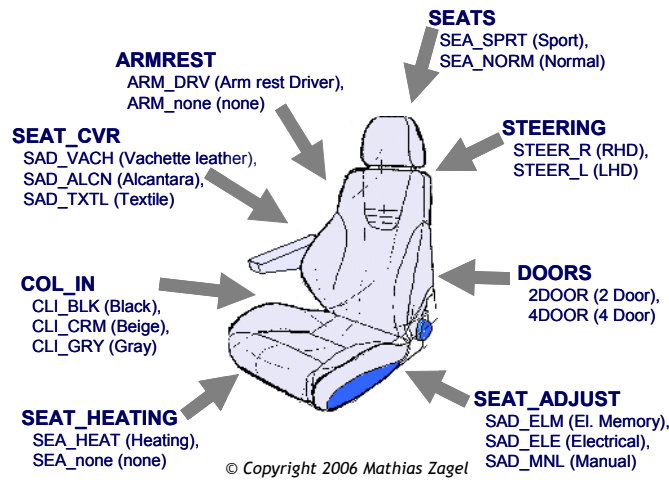 SEATS
SEA_SPRT (Sport),
SEA_NORM (Normal)
ARMREST
ARM_DRV (Arm rest Driver),
ARM_none (none)
STEERING
STEER_R (RHD),
STEER_L (LHD)
SEAT_CVR
SAD_VACH (Vachette leather),
SAD_ALCN (Alcantara),
SAD_TXTL (Textile)
DOORS
2DOOR (2 Door),
4DOOR (4 Door)
COL_IN
CLI_BLK (Black),
CLI_CRM (Beige),
CLI_GRY (Gray)
SEAT_ADJUST
SAD_ELM (El. Memory),
SAD_ELE (Electrical),
SAD_MNL (Manual)
SEAT_HEATING
SEA_HEAT (Heating),
SEA_none (none)
© Copyright 2006 Mathias Zagel